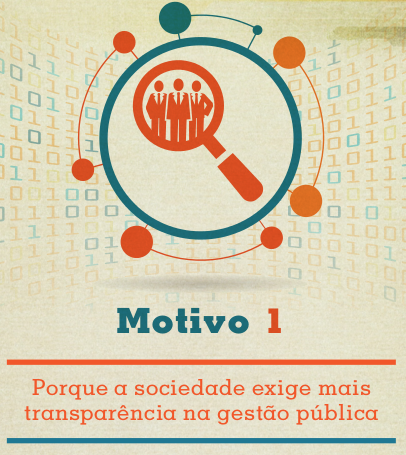 Motivo 1
Porque a sociedade exige mais
transparência na gestão pública